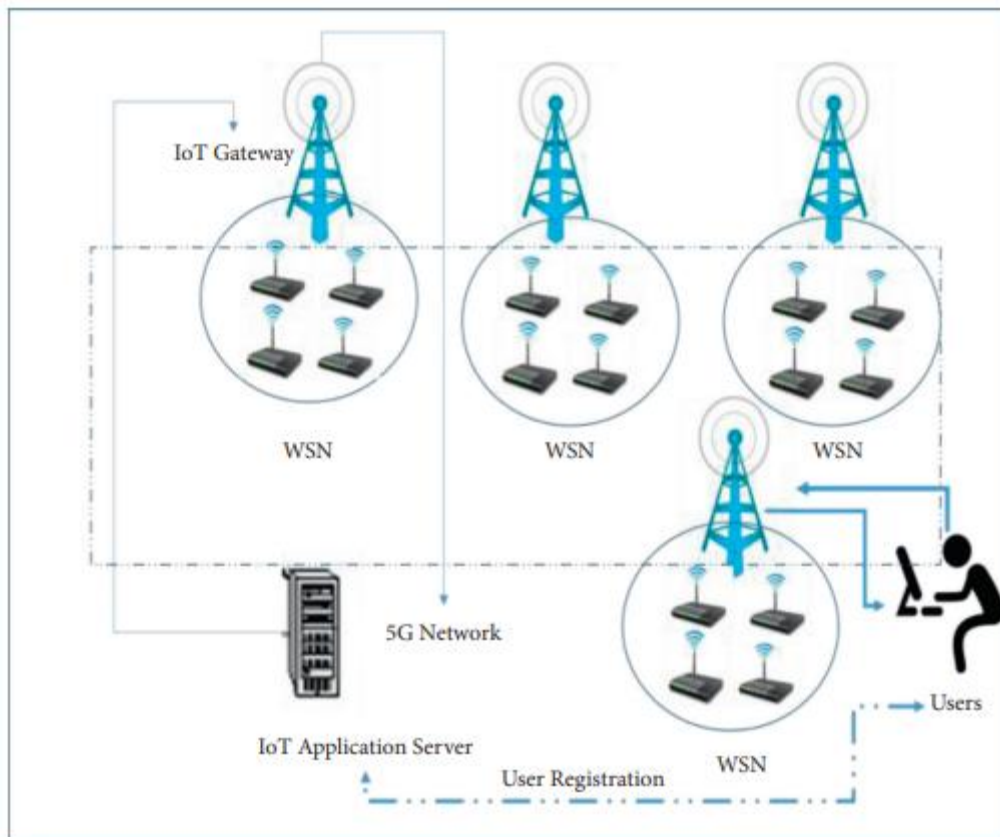 IoT Gateway
WSN
WSN
WSN
5G Network
Users
IoT Application Server
WSN
User Registration